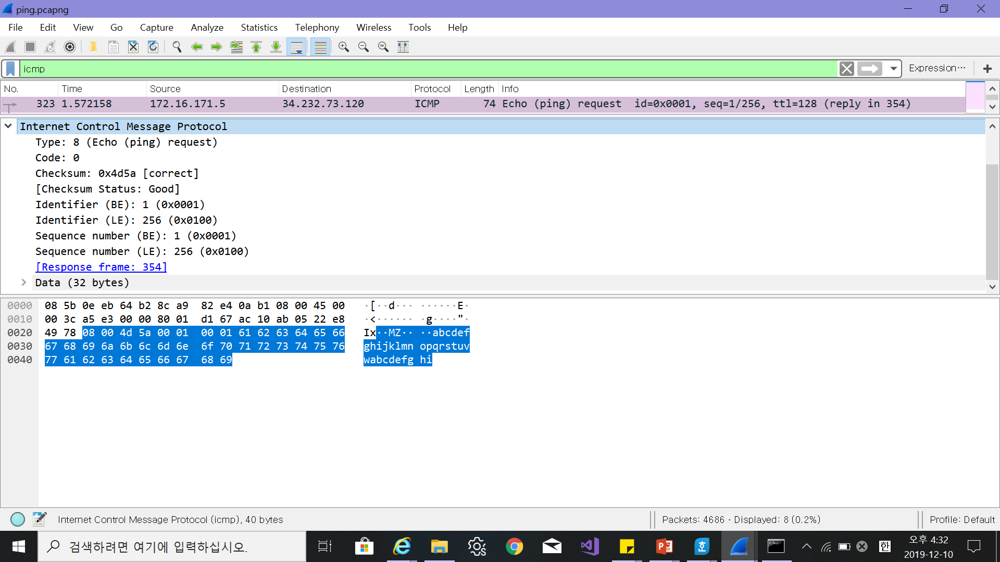 ping.pcapng
File Edit View Go Capture Analyze Statistics Telephony Wireless Tools Help
icmp Expression…
No. Time Source Destination Protocol Length Info
323 1.572158 172.16.171.5 34.232.73.120 ICMP 74 Echo (ping) request id=0x0001, seq=1/256, ttl=128 (reply in 354)
Internet Control Message Protocol
Type: 8 (Echo (ping) request)
Code: 0
Checksum: 0x4d5a [correct]
[Checksum Status: Good]
Identifier (BE): 1 (0x0001)
Identifier (LE): 256 (0x0100)
Sequence number (BE): 1 (0x0001)
Sequence number (LE): 256 (0x0100)
[Response frame: 354]
Data (32 bytes)
0000 08 5b 0e eb 64 b2 8c a9 82 e4 0a b1 08 00 45 00 ·[··d··· ······E·
0010 00 3c a5 e3 00 00 80 01 d1 67 ac 10 ab 05 22 e8 ·<······ ·g····"·
0020 49 78 08 00 4d 5a 00 01 00 01 61 62 63 64 65 66 Ix··MZ·· ··abcdef
0030 67 68 69 6a 6b 6c 6d 6e 6f 70 71 72 73 74 75 76 ghijklmn opqrstuv
0040 77 61 62 63 64 65 66 67 68 69 wabcdefg hi
Internet Control Message Protocol (icmp), 40 bytes Packets: 4686 · Displayed: 8 (0.2%) Profile: Default
검색하려면 여기에 입력하십시오. 한 오후 4:32
2019-12-10